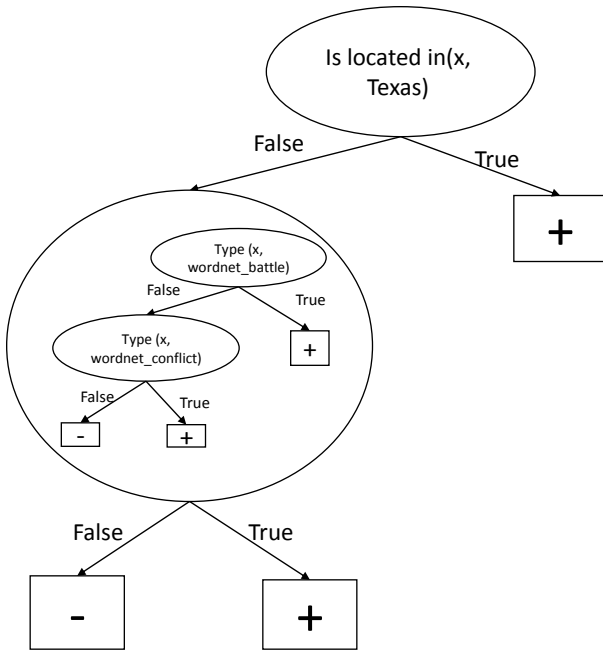 Is located in(x,
Texas)
False
True
+
Type (x,
wordnet_battle)
False
True
Type (x,
wordnet_conflict)
+
False
True
-
+
False
True
-
+